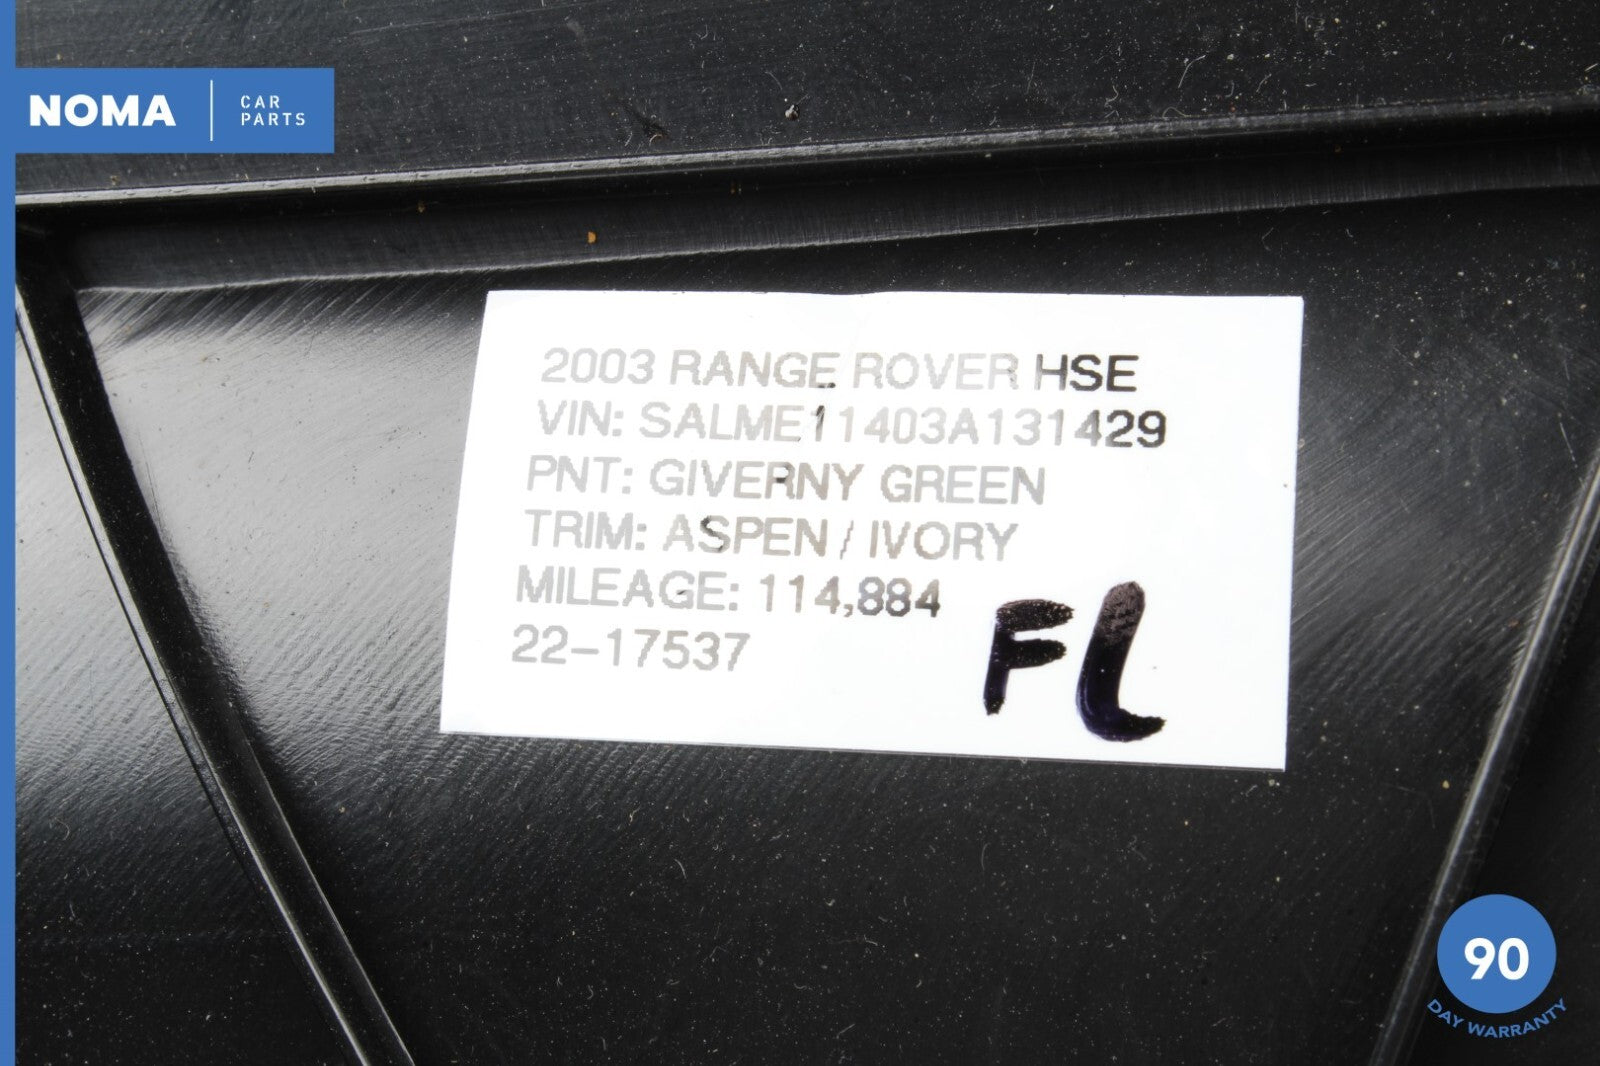 NOMA
CAR
PARTS
2003 RANGE ROVER HSE
VIN: SALME11403A131429
PNT: GIVERNY GREEN
TRIM: ASPEN / IVORY
MILEAGE: 114,884
22-17537
FL
90
DAY WARRANTY